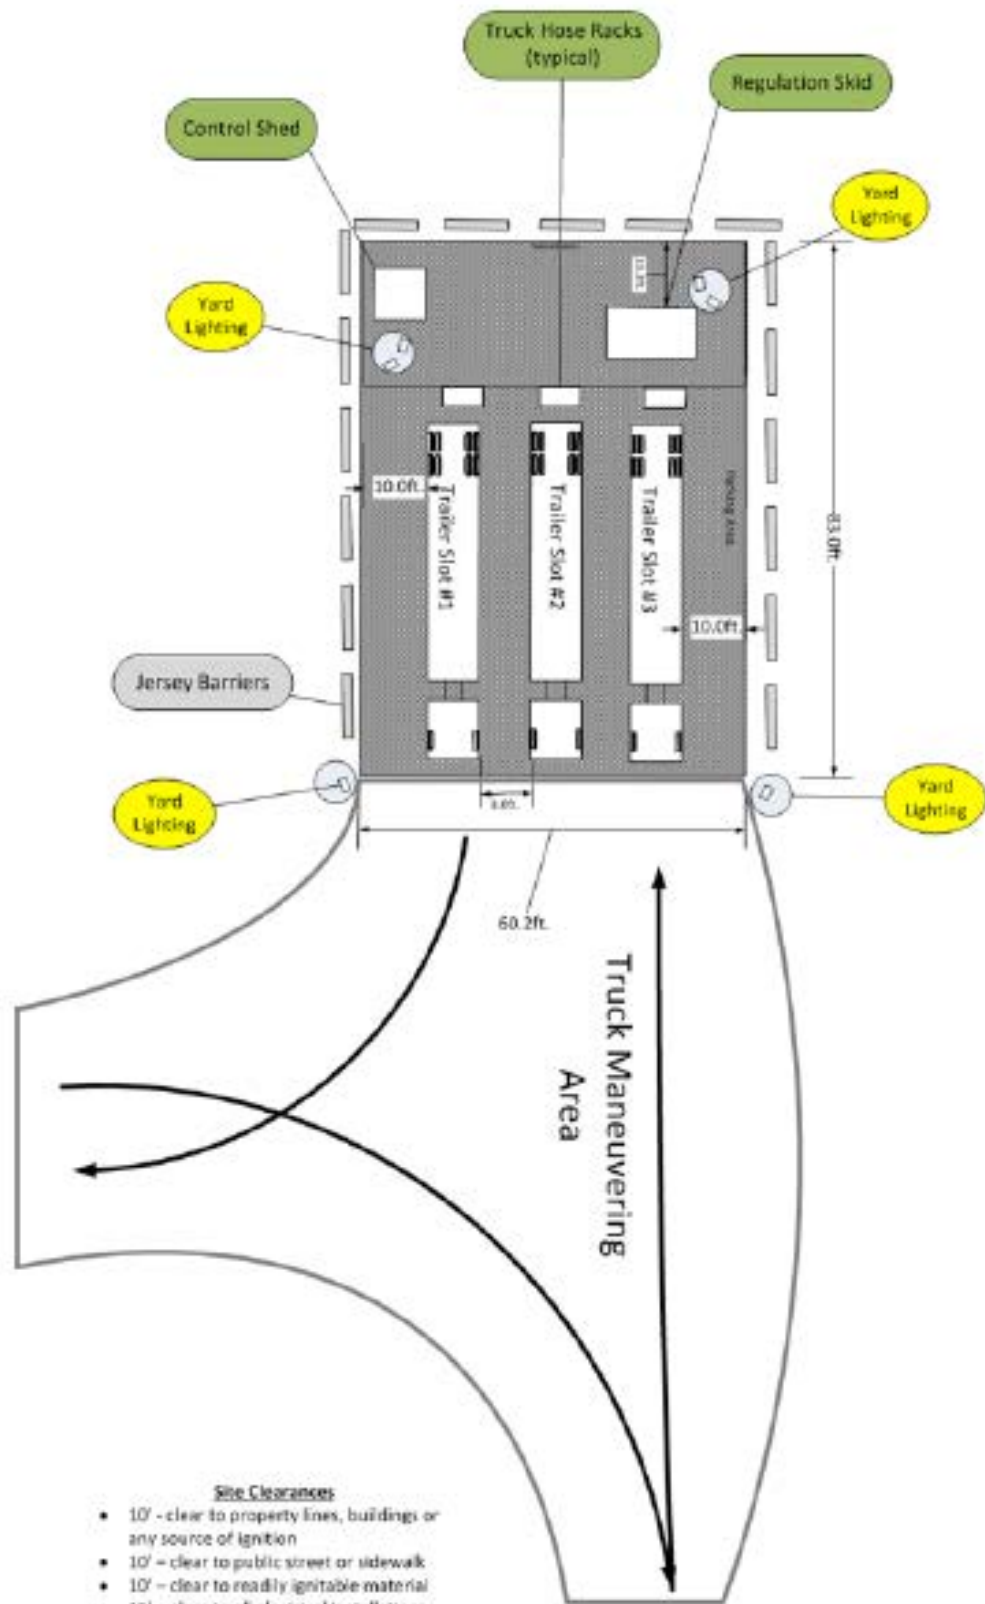 Truck Hose Racks
(typical)
Regulation Skid
Control Shed
Yard
Lighting
Yard
Lighting
10.0ft.
Trailer Slot #1
Trailer Slot #2
Trailer Slot #3
Parking Area
83.0ft.
10.0ft.
Jersey Barriers
Yard
Lighting
Yard
Lighting
60.2ft.
Truck Maneuvering
Area
Site Clearances
• 10' - clear to property lines, buildings or
any source of ignition
• 10' – clear to public street or sidewalk
• 10' – clear to readily ignitable material